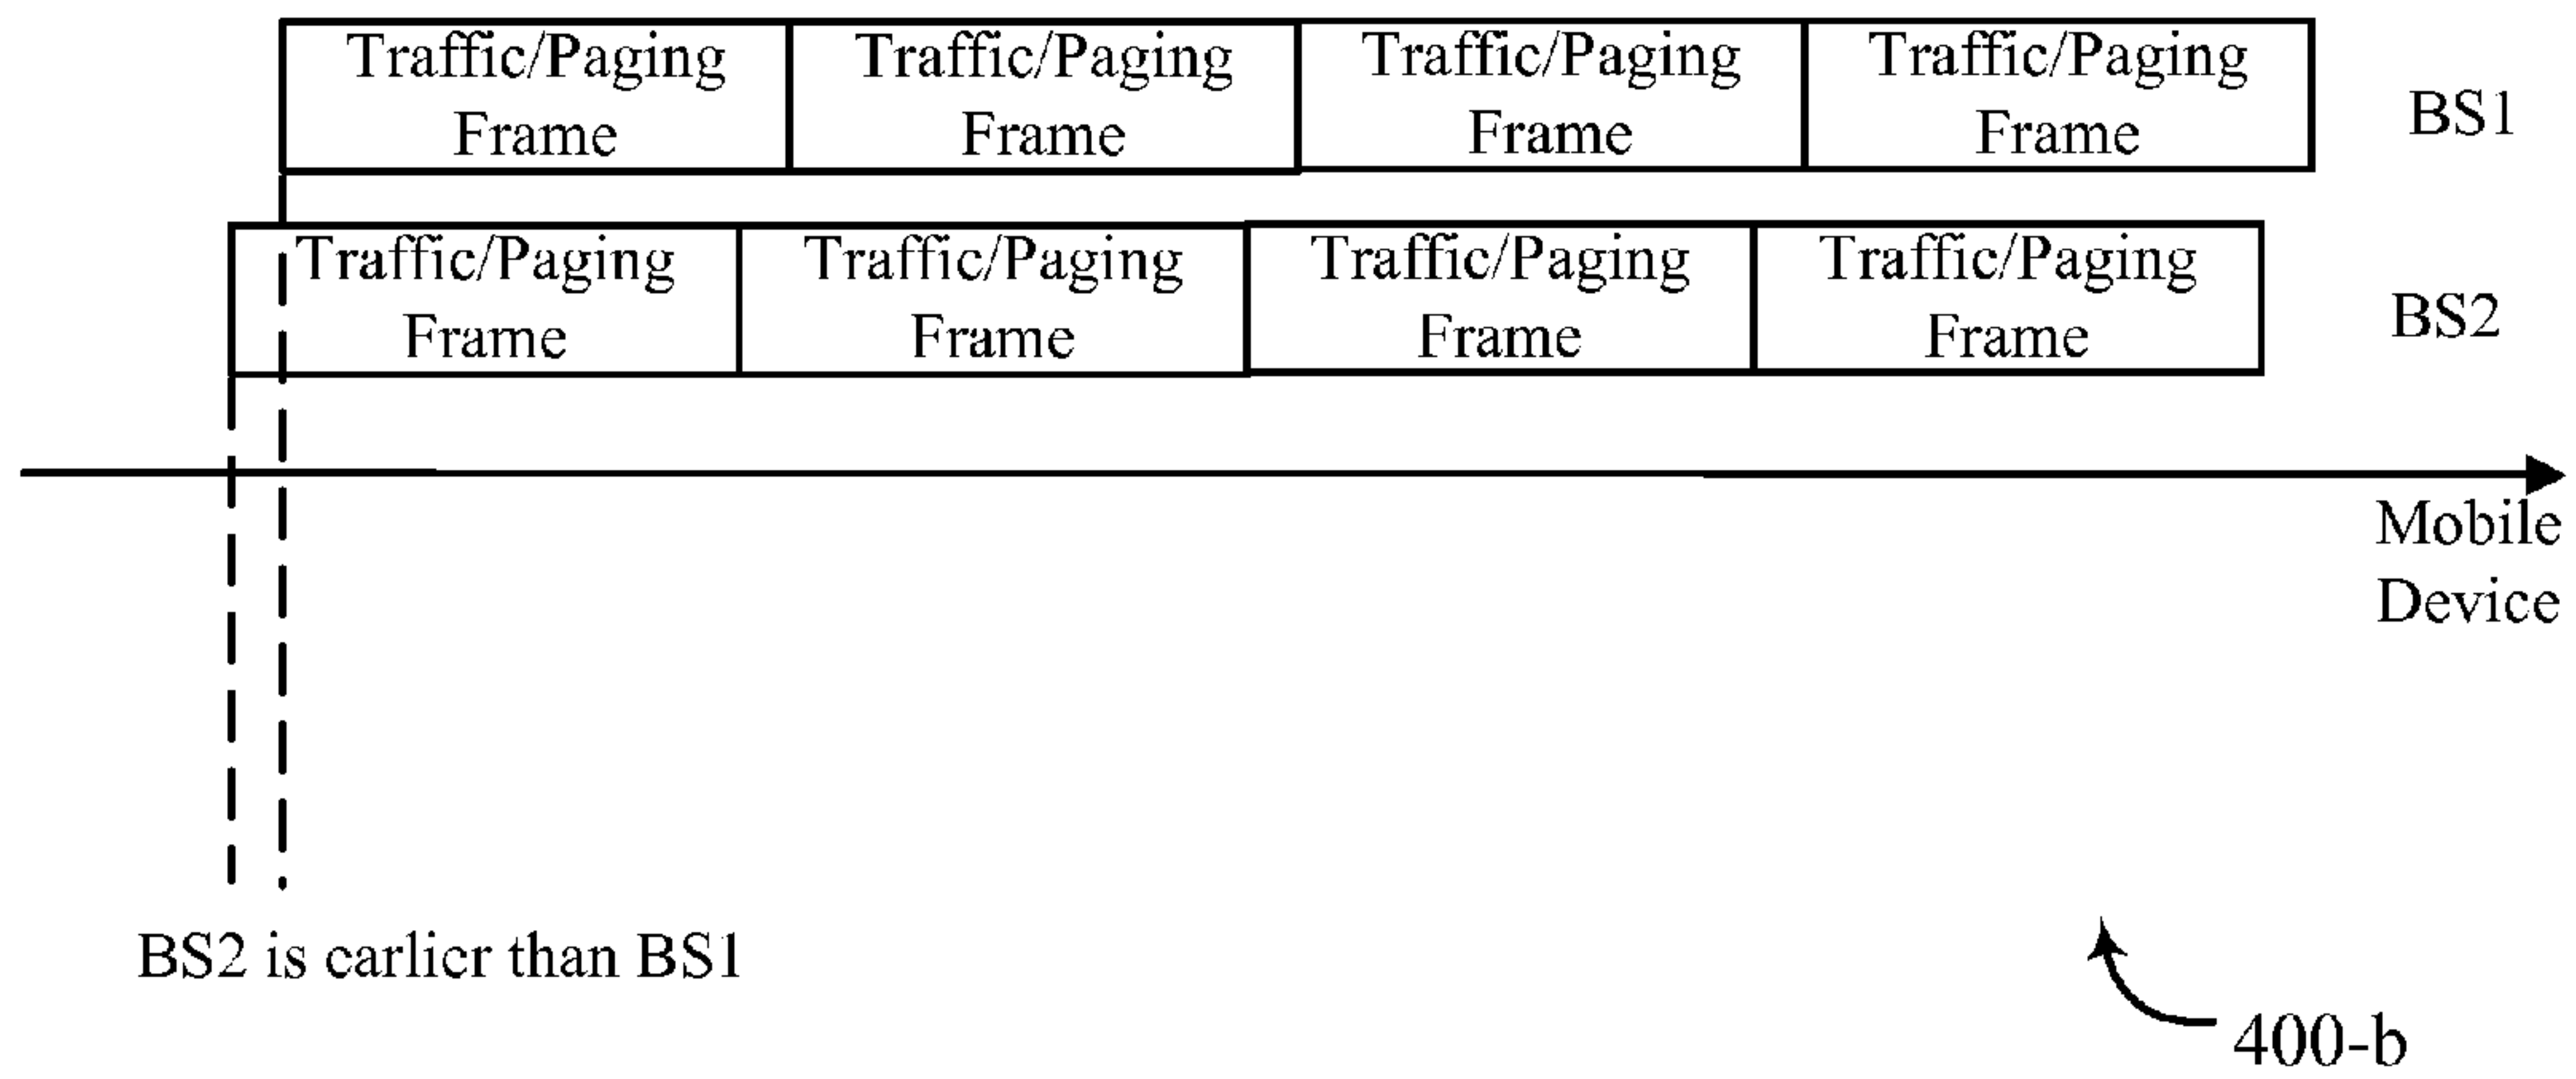 Traffic/Paging Traffic/Paging Traffic/Paging Traffic/Paging
Frame Frame Frame Frame
BS1
Traffic/Paging Traffic/Paging Traffic/Paging Traffic/Paging
Frame Frame Frame Frame
BS2
Mobile
Device
BS2 is earlier than BS1
400-b